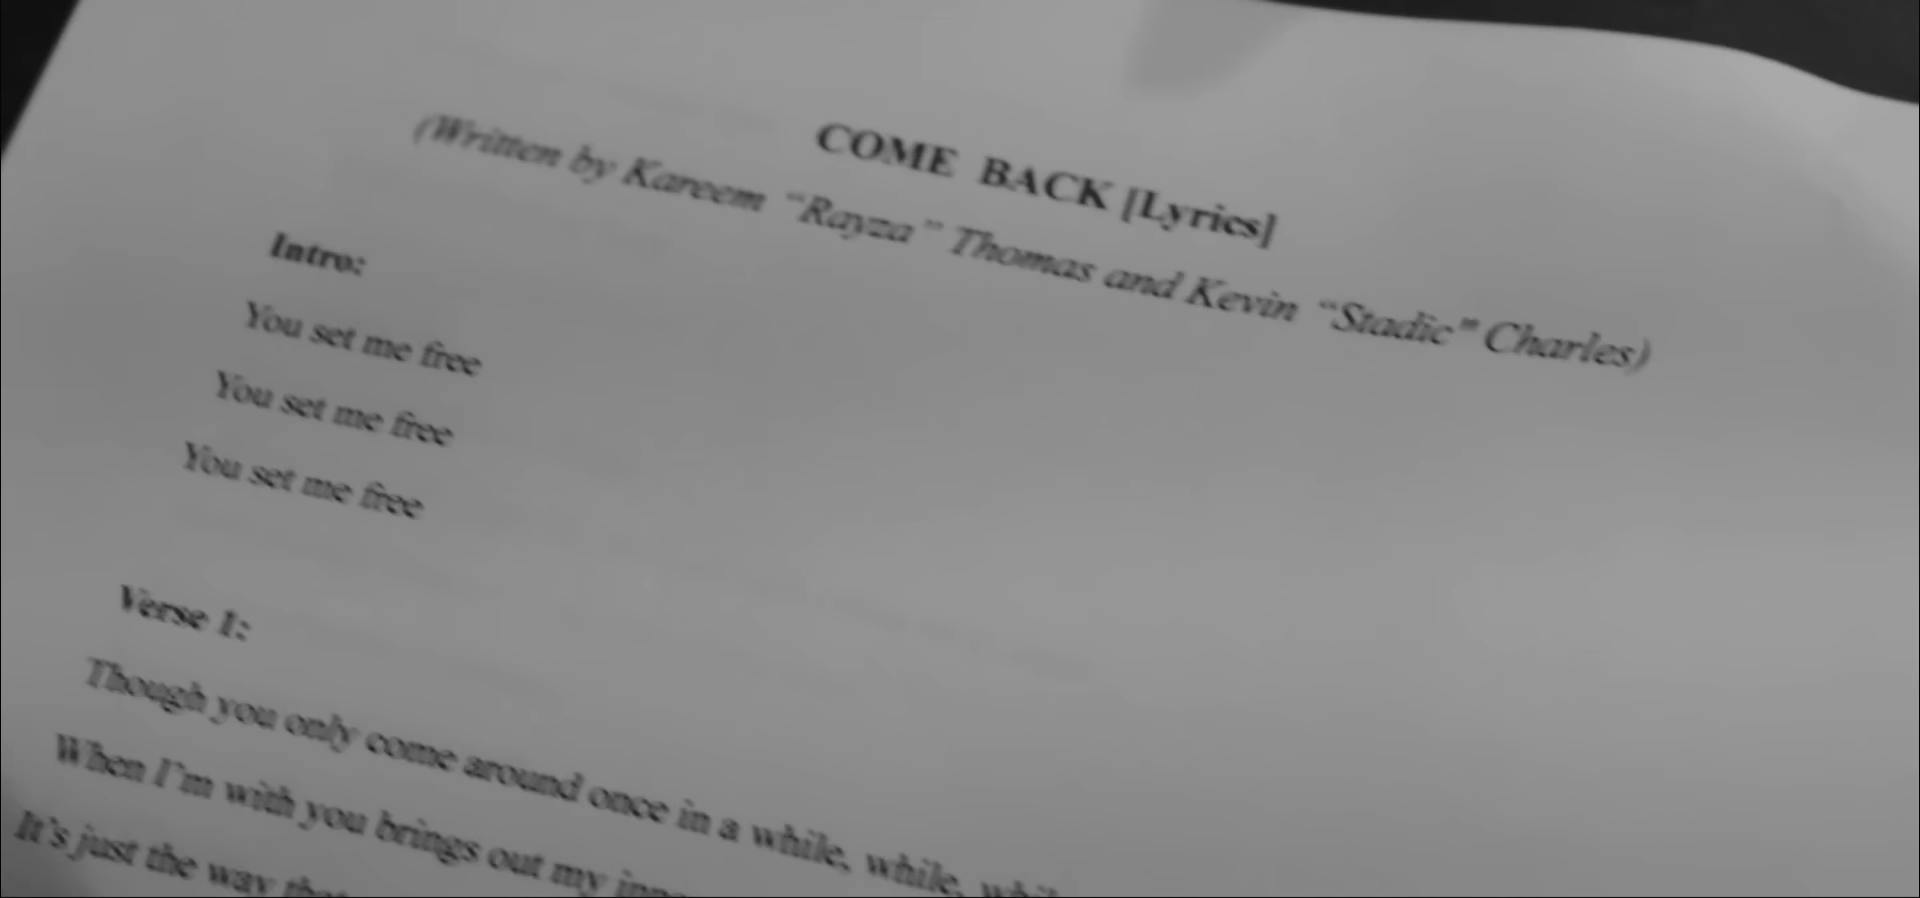 COME BACK [Lyrics]
(Written by Kareem “Rayza” Thomas and Kevin “Stadic” Charles)
Intro:
You set me free
You set me free
You set me free
Verse 1:
Though you only come around once in a while, while,
When I'm with you brings out my
It's just the way